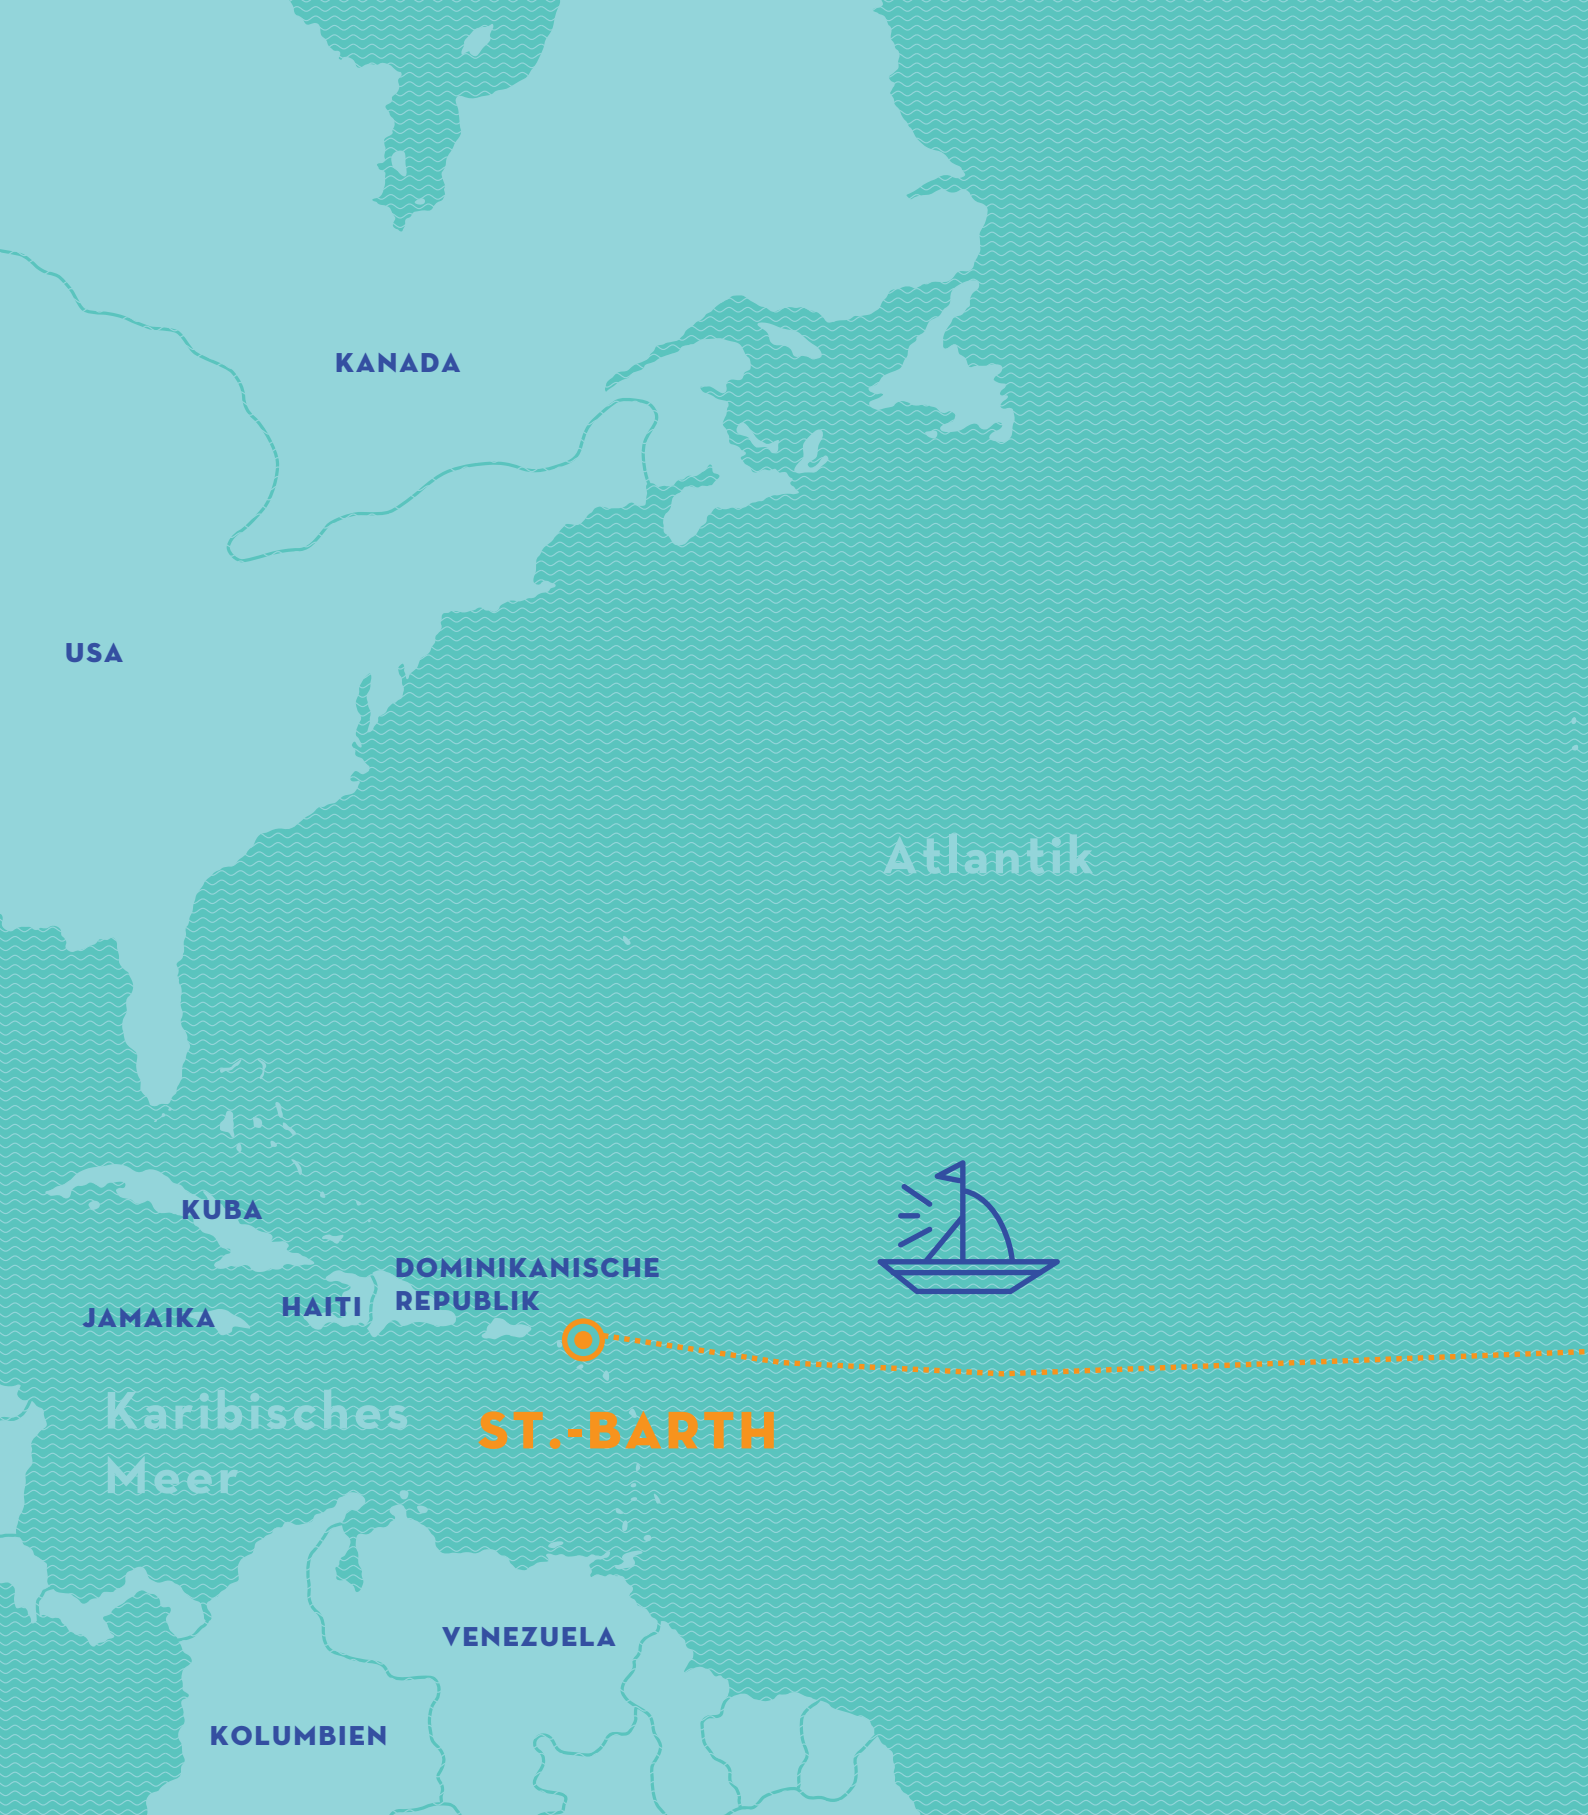 KANADA
USA
Atlantik
KUBA
DOMINIKANISCHE
REPUBLIK
HAITI
JAMAIKA
Karibisches
Meer
ST.-BARTH
VENEZUELA
KOLUMBIEN